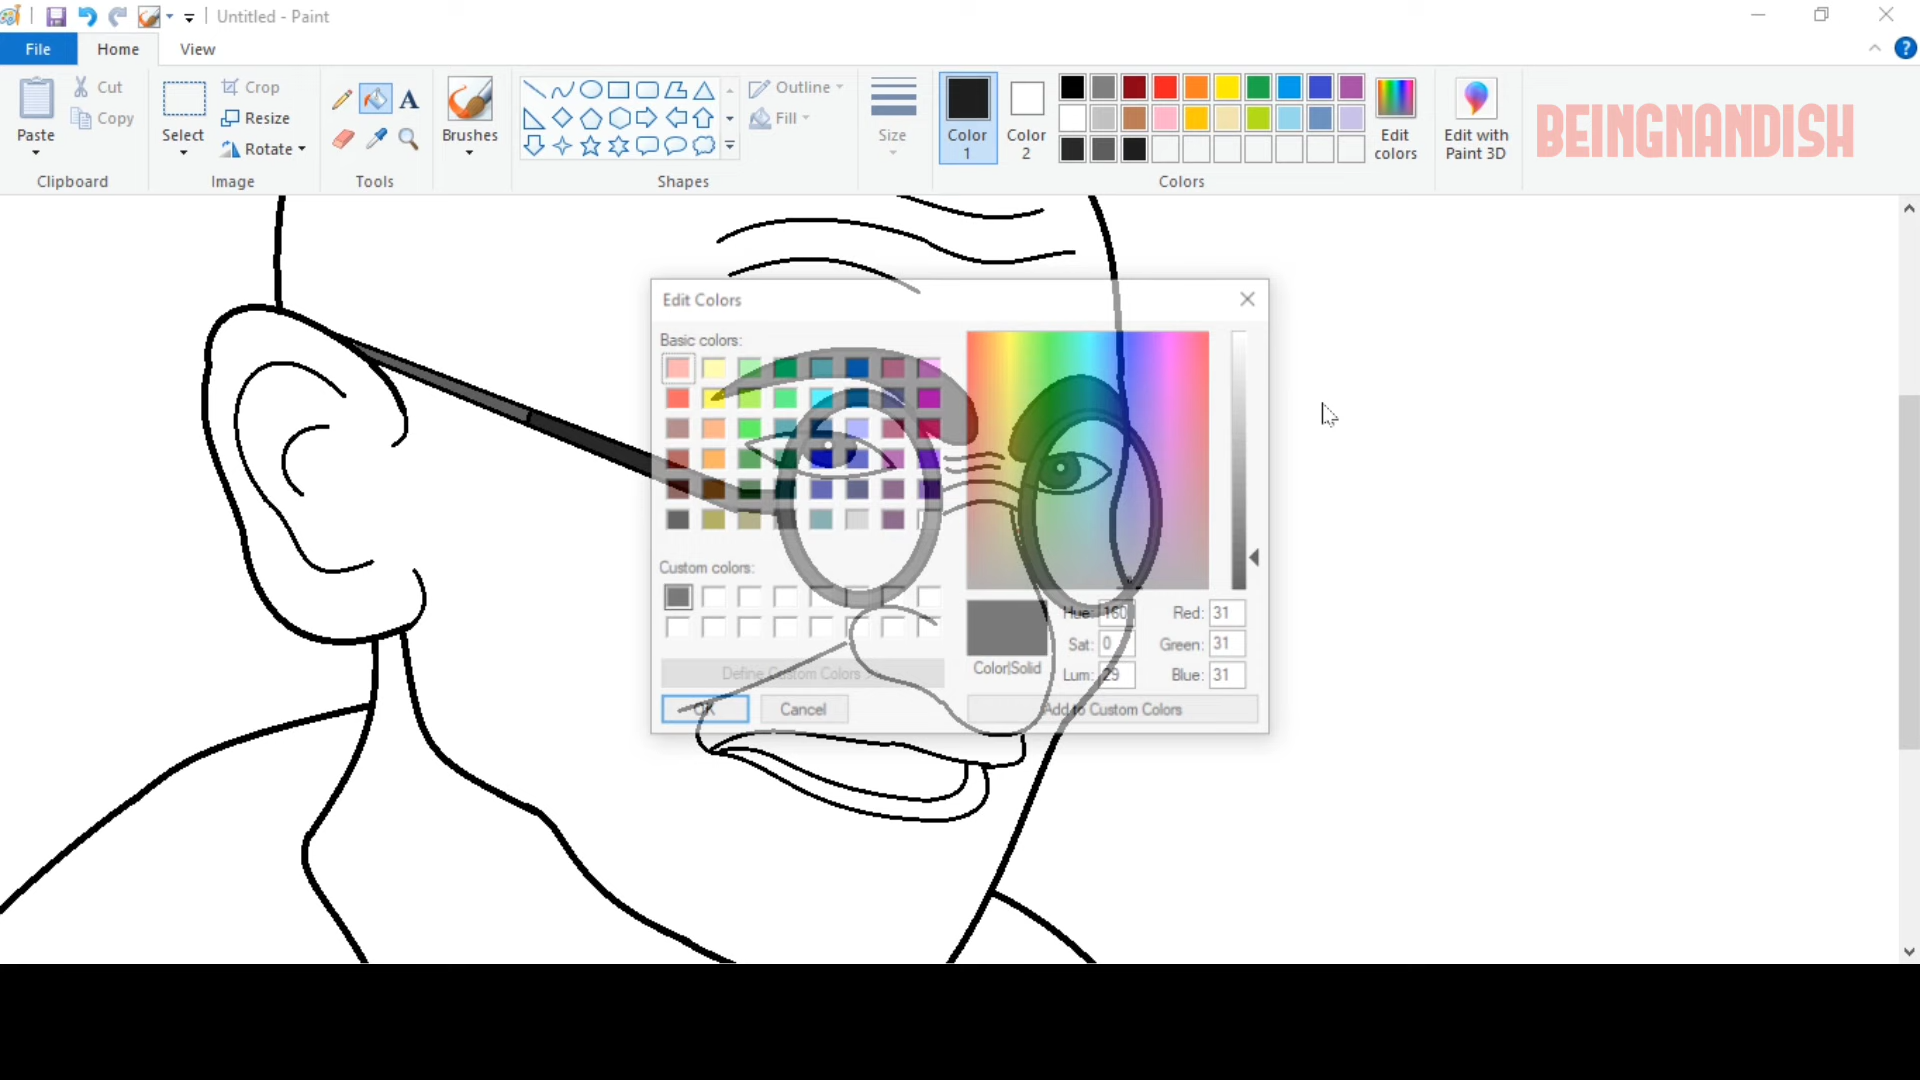 Untitled - Paint
File Home View
Cut
Copy
Paste
Clipboard
Crop
Resize
Rotate
Select
Image
A
Tools
Brushes
Outline
Fill
Shapes
Size
Color 1
Color 2
Edit colors
Colors
Edit with Paint 3D
BEINGNANDISH
?
Edit Colors
Basic colors:
Custom colors:
Define Custom Colors
OK
Cancel
Color|Solid
Hue: 160
Sat: 0
Lum: 29
Red: 31
Green: 31
Blue: 31
Add to Custom Colors